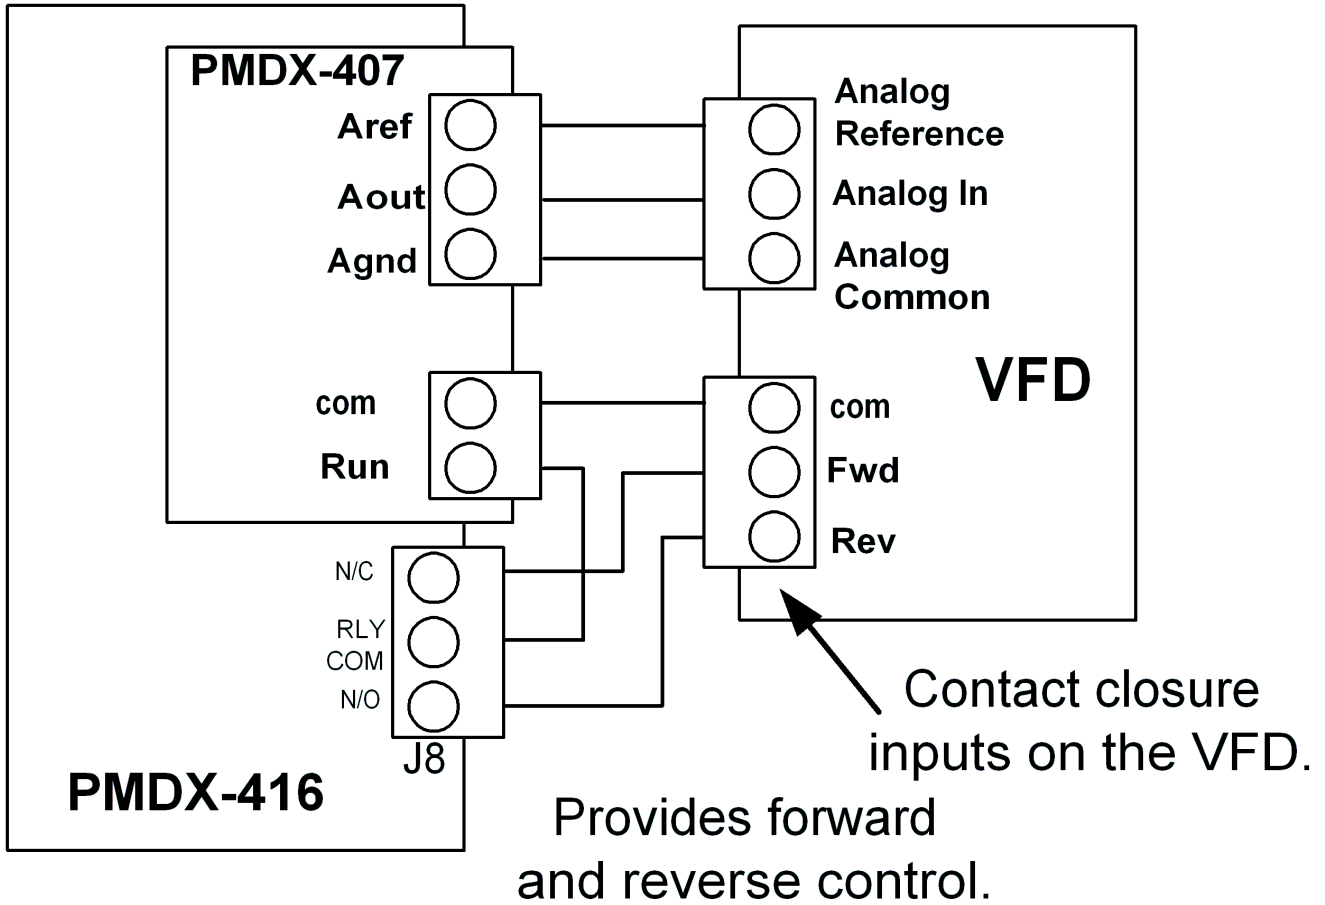 PMDX-407
Aref
Aout
Agnd
com
Run
N/C
RLY
COM
N/O
J8
PMDX-416
Analog
Reference
Analog In
Analog
Common
VFD
com
Fwd
Rev
Contact closure
inputs on the VFD.
Provides forward
and reverse control.